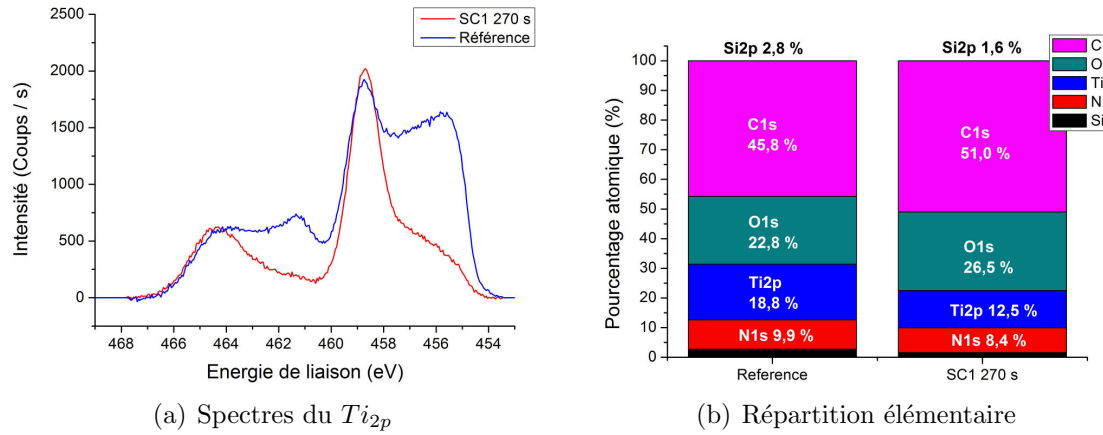 2500
2000
1500
1000
500
0
468
466
464
462
460
458
456
454
Intensité (Coups / s)
Energie de liaison (eV)
SC1 270 s
Référence
(a) Spectres du Ti2p
100
90
80
70
60
50
40
30
20
10
0
Pourcentage atomique (%)
Si2p 2,8 %
C1s
45,8 %
O1s
22,8 %
Ti2p
18,8 %
N1s 9,9 %
Reference
Si2p 1,6 %
C1s
51,0 %
O1s
26,5 %
Ti2p 12,5 %
N1s 8,4 %
SC1 270 s
C
O
Ti
N
Si
(b) Répartition élémentaire